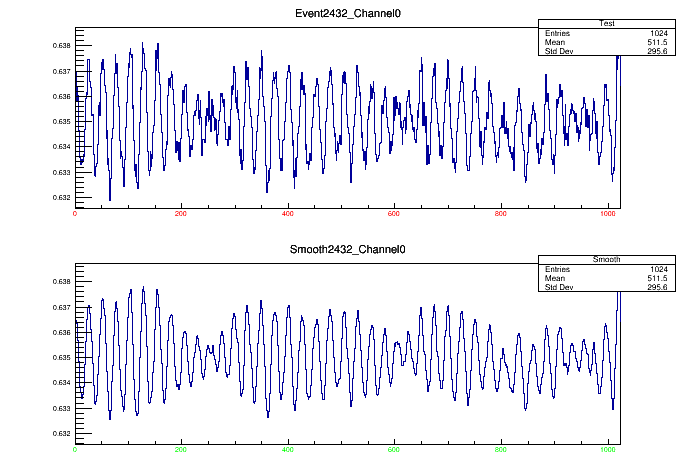 Event2432_Channel0
Test
Entries 1024
Mean 511.5
Std Dev 295.6
0.638
0.637
0.636
0.635
0.634
0.633
0.632
0 200 400 600 800 1000
Smooth2432_Channel0
Smooth
Entries 1024
Mean 511.5
Std Dev 295.6
0.638
0.637
0.636
0.635
0.634
0.633
0.632
0 200 400 600 800 1000